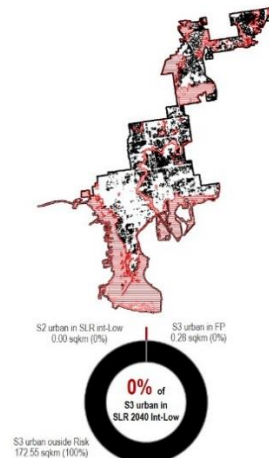 S2 urban in SLR int-Low
0.00 sqkm (0%)
S3 urban in FP
0.28 sqkm (0%)
0% of
S3 urban in
SLR 2040 Int-Low
S3 urban ouside Risk
172.55 sqkm (100%)